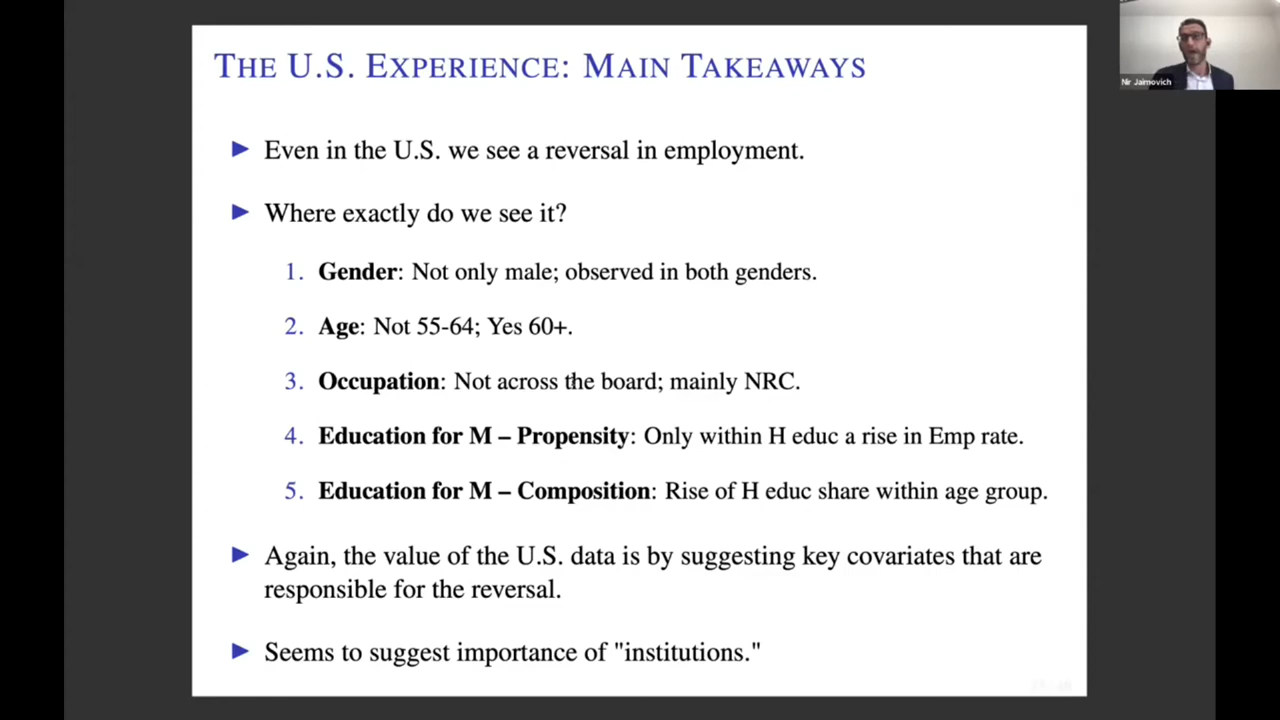 THE U.S. EXPERIENCE: MAIN TAKEAWAYS
Nir Jaimovich
▶ Even in the U.S. we see a reversal in employment.
▶ Where exactly do we see it?
1. Gender: Not only male; observed in both genders.
2. Age: Not 55-64; Yes 60+.
3. Occupation: Not across the board; mainly NRC.
4. Education for M – Propensity: Only within H educ a rise in Emp rate.
5. Education for M – Composition: Rise of H educ share within age group.
▶ Again, the value of the U.S. data is by suggesting key covariates that are
responsible for the reversal.
▶ Seems to suggest importance of "institutions."